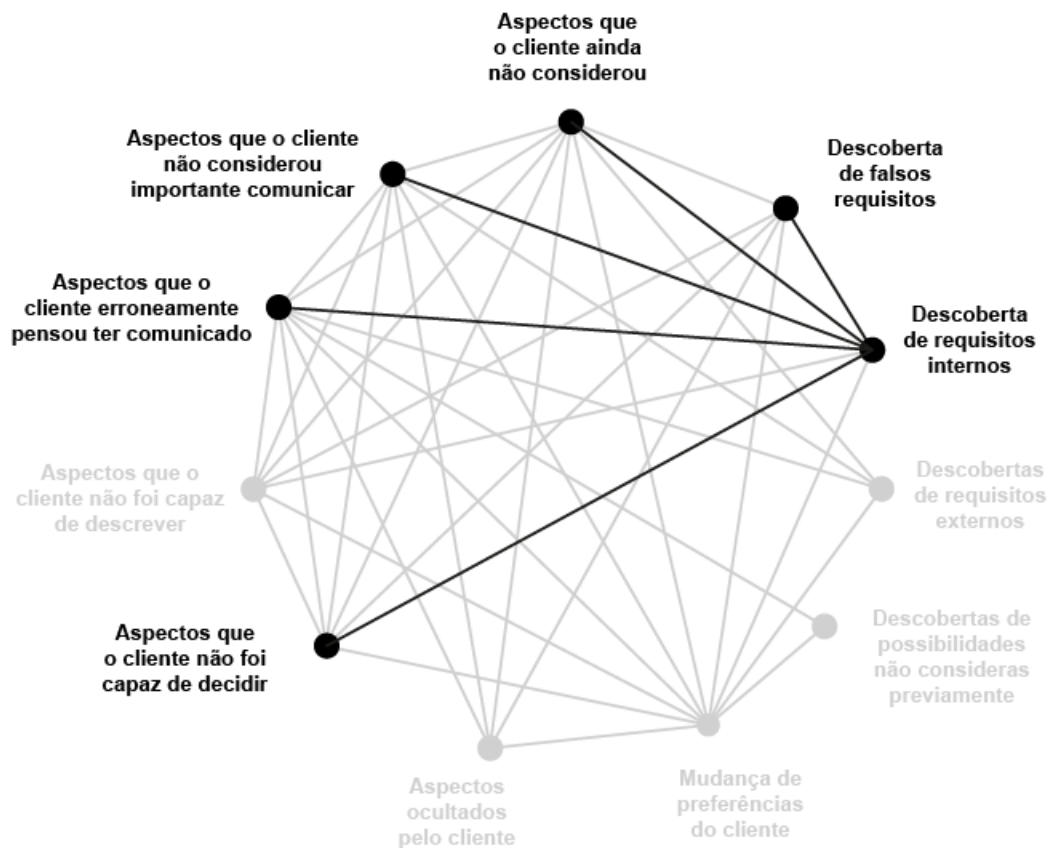 Aspectos que
o cliente ainda
não considerou
Aspectos que o cliente
não considerou
importante comunicar
Descoberta
de falsos
requisitos
Aspectos que o
cliente erroneamente
pensou ter comunicado
Descoberta
de requisitos
internos
Aspectos que o
cliente não foi capaz
de descrever
Descobertas
de requisitos
externos
Aspectos que
o cliente não foi
capaz de decidir
Descobertas de
possibilidades
não consideras
previamente
Aspectos
ocultados
pelo cliente
Mudança de
preferências
do cliente